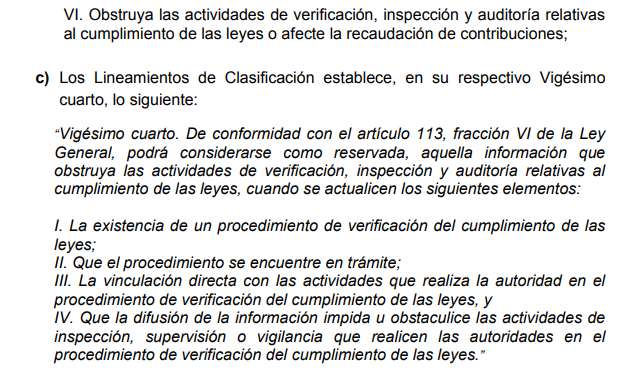 VI. Obstruya las actividades de verificación, inspección y auditoría relativas
al cumplimiento de las leyes o afecte la recaudación de contribuciones;
c) Los Lineamientos de Clasificación establece, en su respectivo Vigésimo
cuarto, lo siguiente:
“Vigésimo cuarto. De conformidad con el artículo 113, fracción VI de la Ley
General, podrá considerarse como reservada, aquella información que
obstruya las actividades de verificación, inspección y auditoría relativas al
cumplimiento de las leyes, cuando se actualicen los siguientes elementos:
I. La existencia de un procedimiento de verificación del cumplimiento de las
leyes;
II. Que el procedimiento se encuentre en trámite;
III. La vinculación directa con las actividades que realiza la autoridad en el
procedimiento de verificación del cumplimiento de las leyes, y
IV. Que la difusión de la información impida u obstaculice las actividades de
inspección, supervisión o vigilancia que realicen las autoridades en el
procedimiento de verificación del cumplimiento de las leyes.”